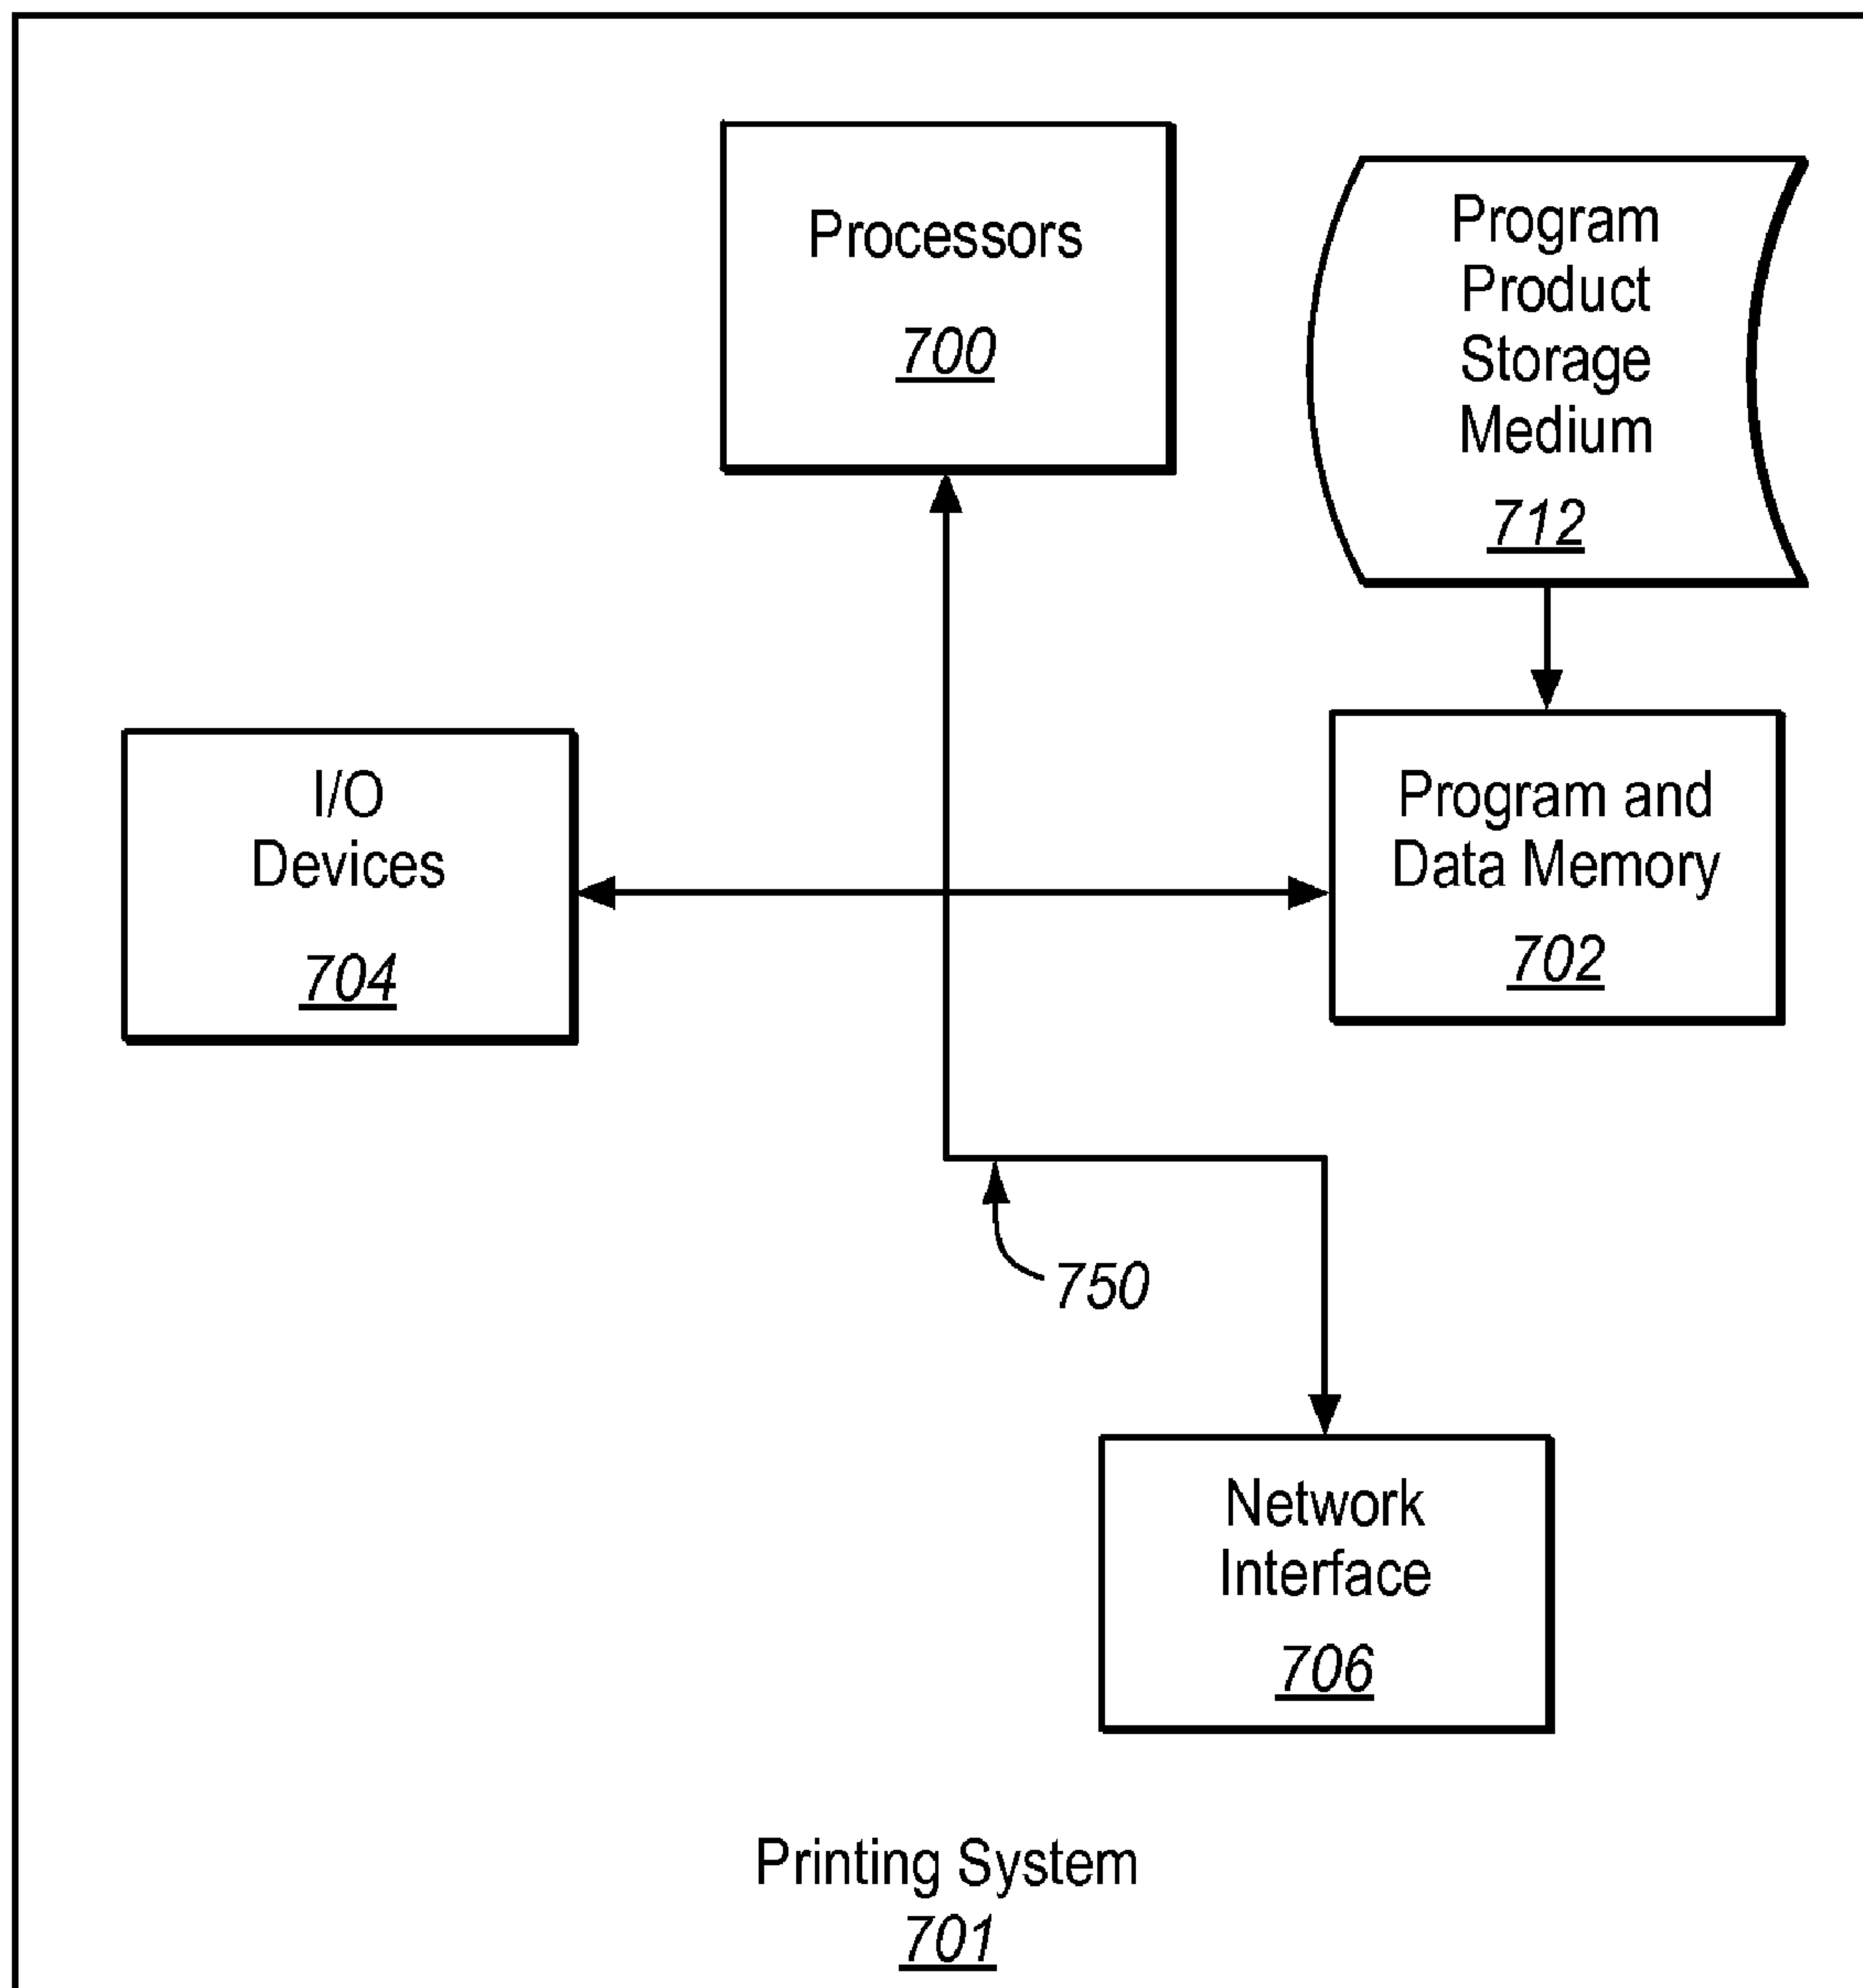 Processors
700
Program
Product
Storage
Medium
712
I/O
Devices
704
Program and
Data Memory
702
750
Network
Interface
706
Printing System
701